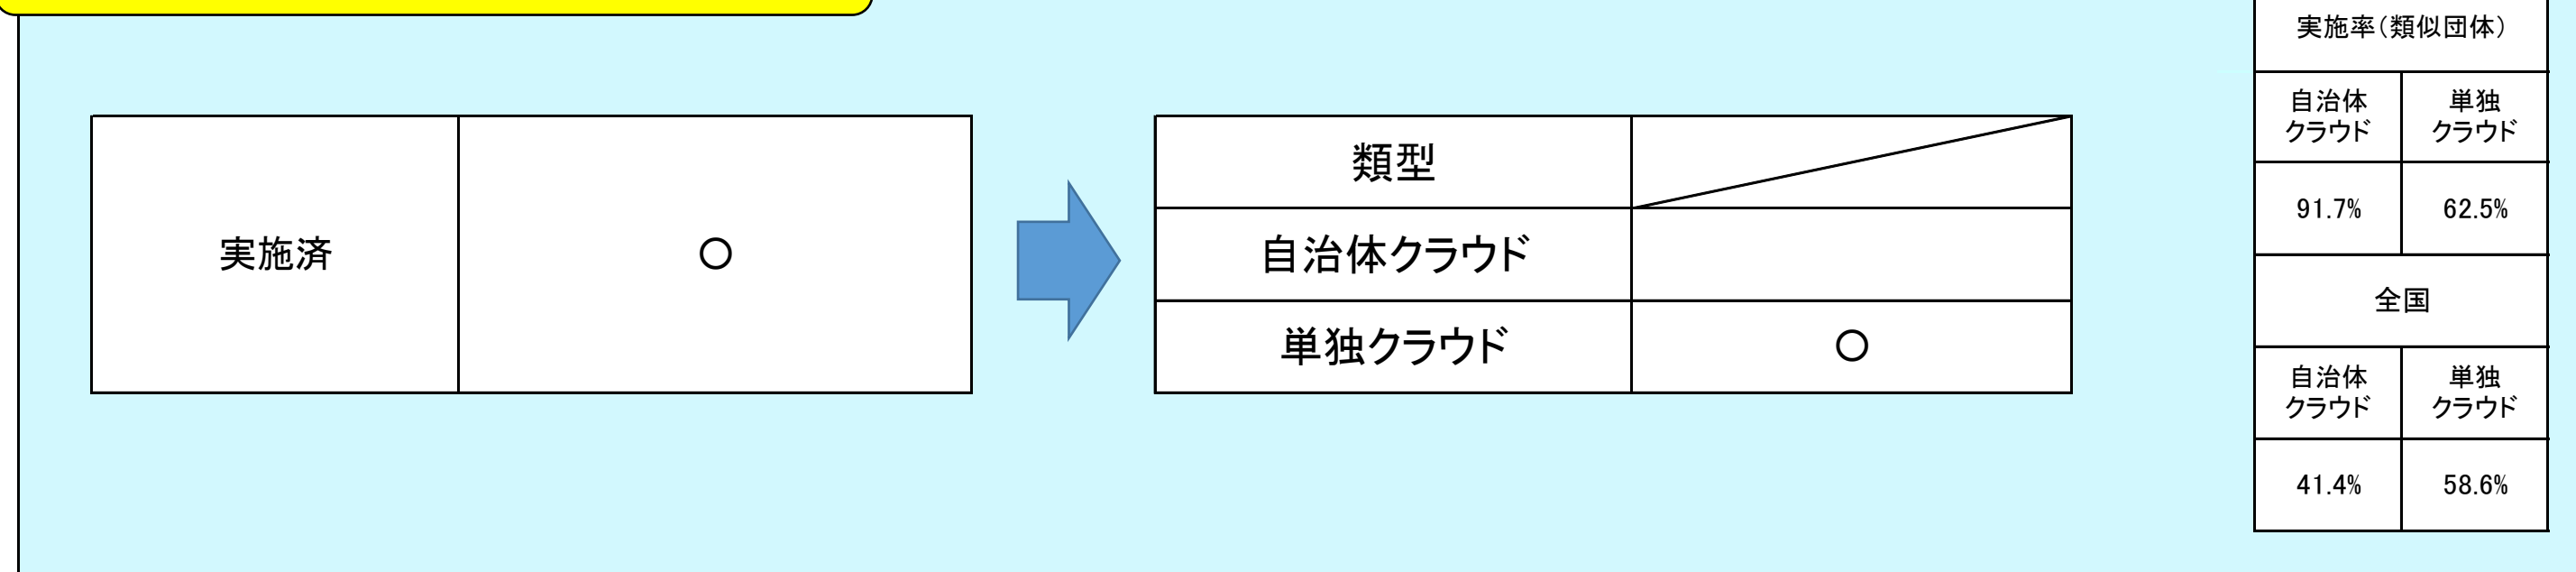 実施済
○
類型
自治体クラウド
単独クラウド
○
実施率（類似団体）
自治体
クラウド
単独
クラウド
91.7%
62.5%
全国
自治体
クラウド
単独
クラウド
41.4%
58.6%